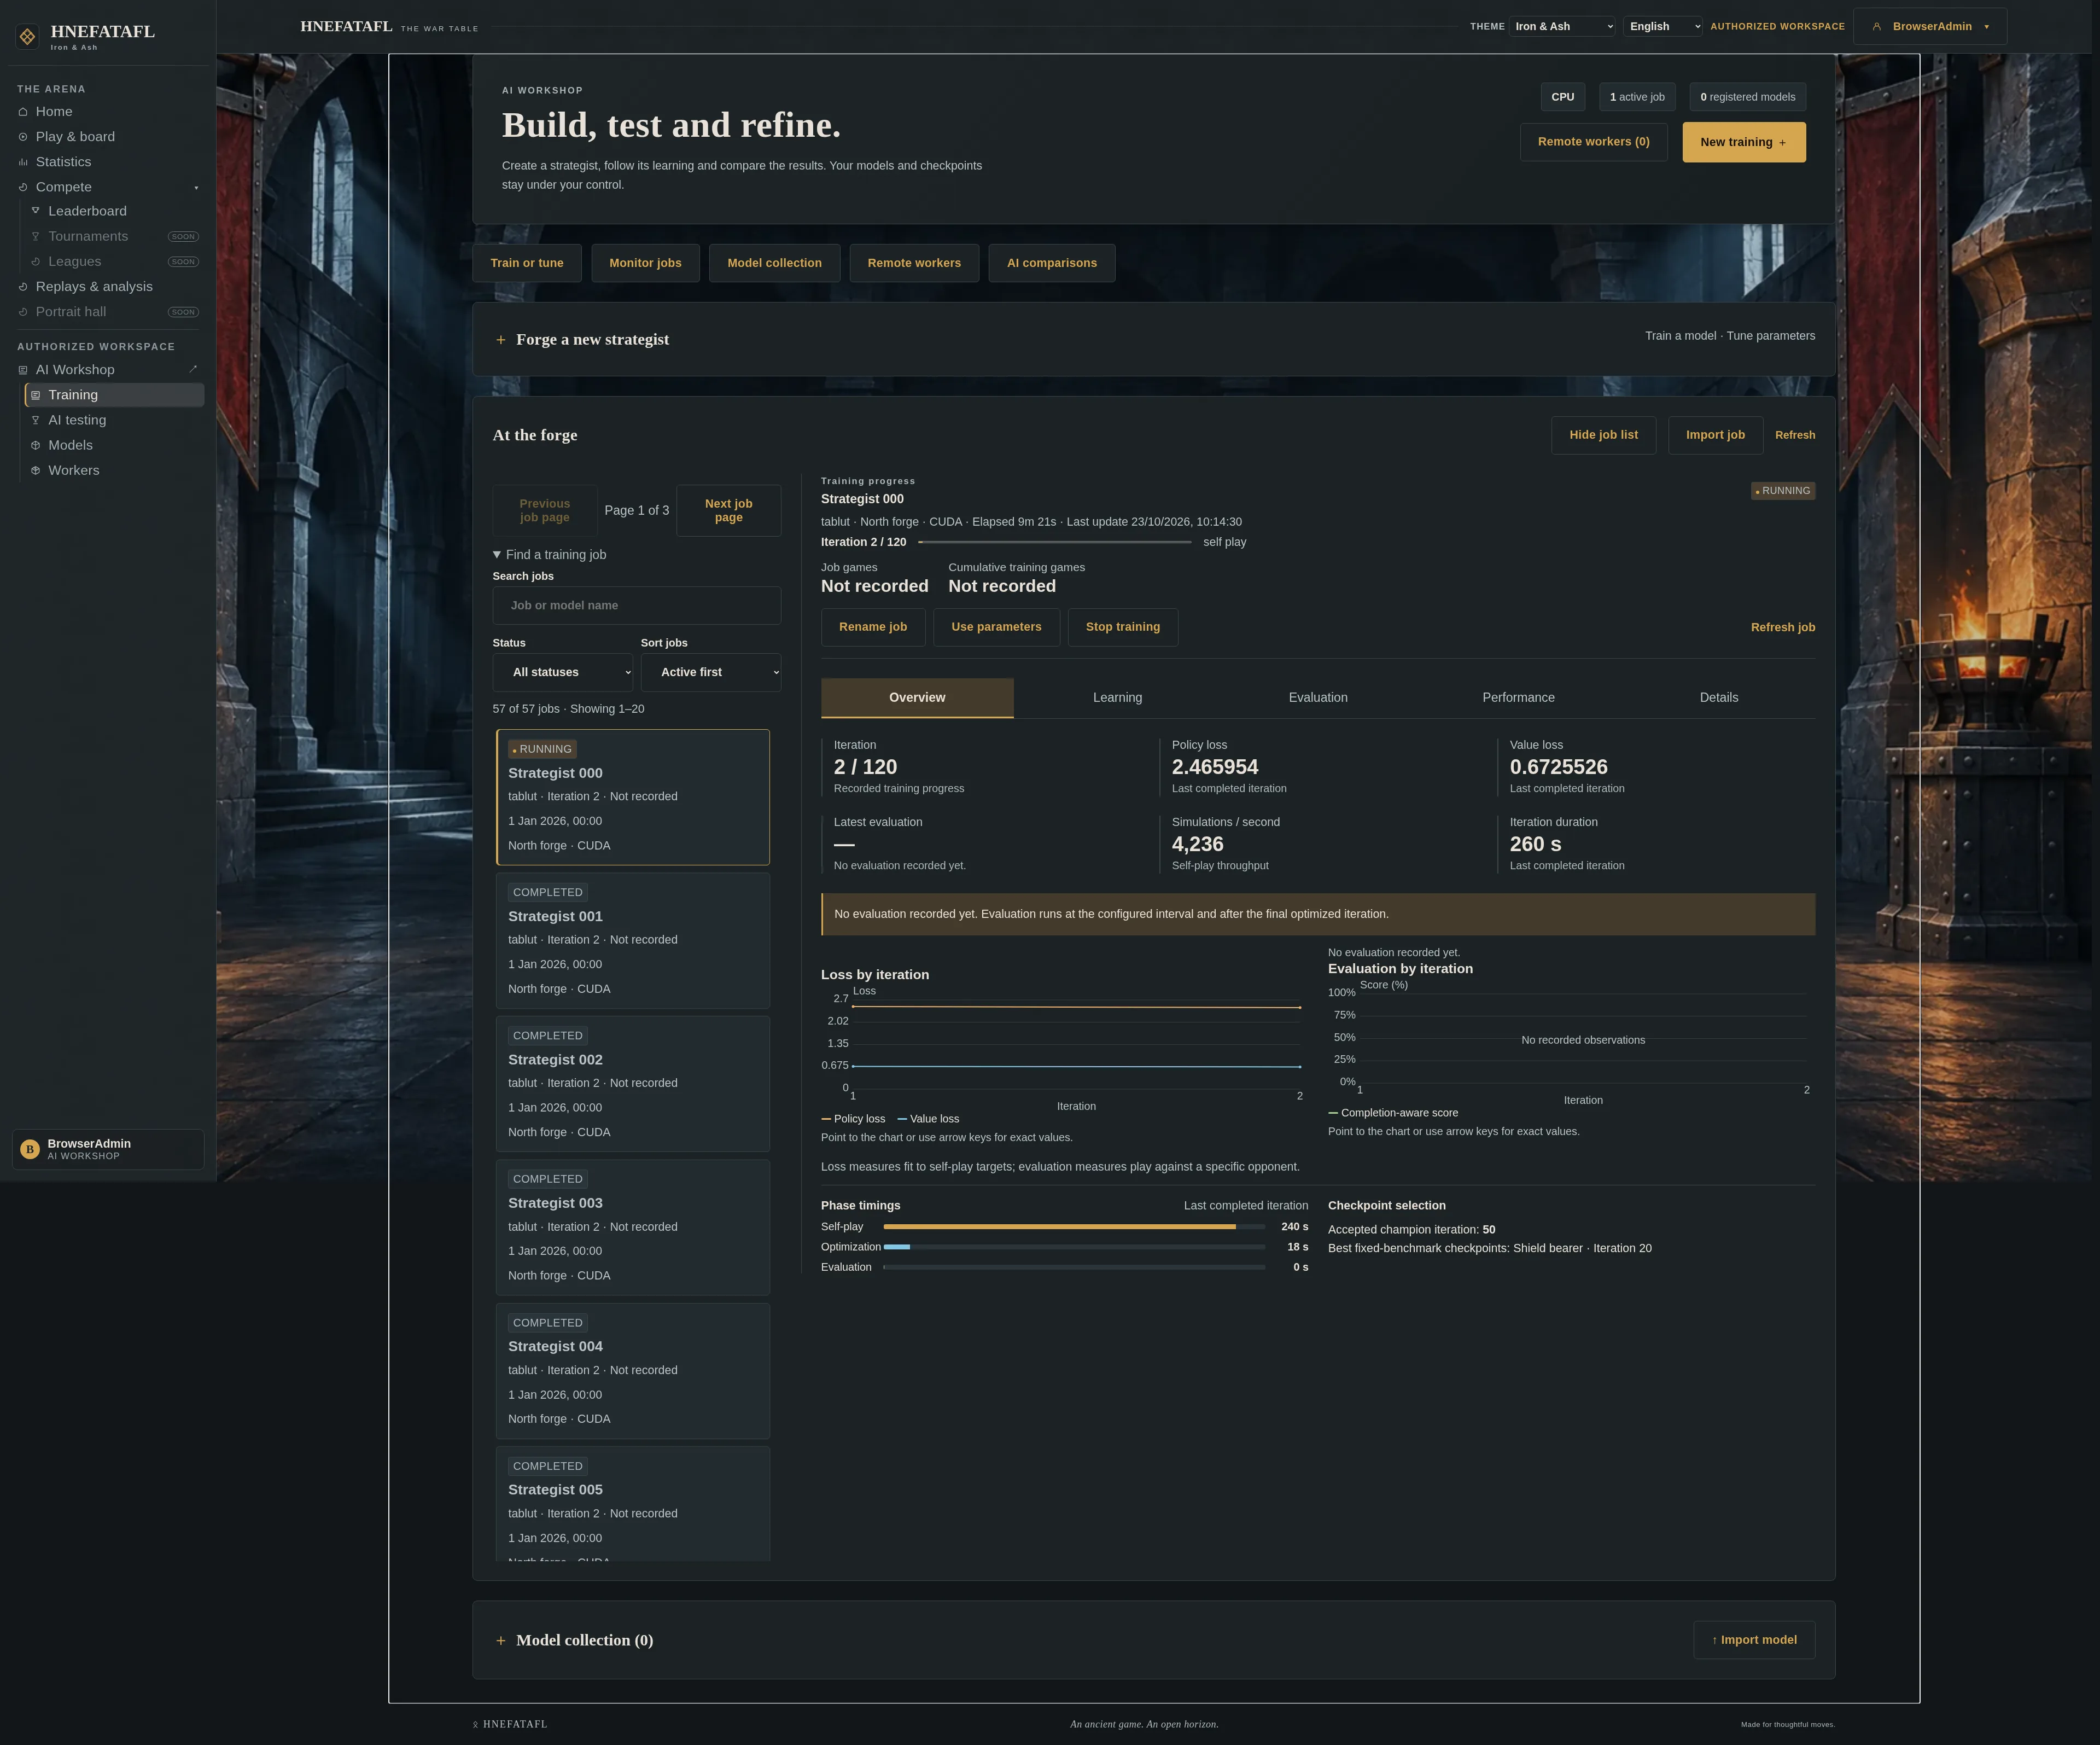 HNEFATAFL
Iron & Ash
THE ARENA
Home
Play & board
Statistics
Compete
Leaderboard
Tournaments SOON
Leagues SOON
Replays & analysis
Portrait hall SOON
AUTHORIZED WORKSPACE
AI Workshop
Training
AI testing
Models
Workers
B BrowserAdmin
AI WORKSHOP
HNEFATAFL THE WAR TABLE
THEME Iron & Ash English AUTHORIZED WORKSPACE BrowserAdmin
AI WORKSHOP
Build, test and refine.
Create a strategist, follow its learning and compare the results. Your models and checkpoints
stay under your control.
CPU 1 active job 0 registered models
Remote workers (0) New training +
Train or tune Monitor jobs Model collection Remote workers AI comparisons
+ Forge a new strategist Train a model · Tune parameters
At the forge Hide job list Import job Refresh
Previous
job page
Page 1 of 3
Next job
page
Find a training job
Search jobs
Job or model name
Status Sort jobs
All statuses Active first
57 of 57 jobs · Showing 1–20
RUNNING
Strategist 000
tablut · Iteration 2 · Not recorded
1 Jan 2026, 00:00
North forge · CUDA
COMPLETED
Strategist 001
tablut · Iteration 2 · Not recorded
1 Jan 2026, 00:00
North forge · CUDA
COMPLETED
Strategist 002
tablut · Iteration 2 · Not recorded
1 Jan 2026, 00:00
North forge · CUDA
COMPLETED
Strategist 003
tablut · Iteration 2 · Not recorded
1 Jan 2026, 00:00
North forge · CUDA
COMPLETED
Strategist 004
tablut · Iteration 2 · Not recorded
1 Jan 2026, 00:00
North forge · CUDA
COMPLETED
Strategist 005
tablut · Iteration 2 · Not recorded
1 Jan 2026, 00:00
Training progress
Strategist 000 RUNNING
tablut · North forge · CUDA · Elapsed 9m 21s · Last update 23/10/2026, 10:14:30
Iteration 2 / 120 self play
Job games Cumulative training games
Not recorded Not recorded
Rename job Use parameters Stop training Refresh job
Overview Learning Evaluation Performance Details
Iteration Policy loss Value loss
2 / 120 2.465954 0.6725526
Recorded training progress Last completed iteration Last completed iteration
Latest evaluation Simulations / second Iteration duration
— 4,236 260 s
No evaluation recorded yet. Self-play throughput Last completed iteration
No evaluation recorded yet. Evaluation runs at the configured interval and after the final optimized iteration.
Loss by iteration
Loss
2.7
2.02
1.35
0.675
0
1 2
Iteration
Policy loss Value loss
Point to the chart or use arrow keys for exact values.
No evaluation recorded yet.
Evaluation by iteration
Score (%)
100%
75%
50%
25%
0%
No recorded observations
1 2
Iteration
Completion-aware score
Point to the chart or use arrow keys for exact values.
Loss measures fit to self-play targets; evaluation measures play against a specific opponent.
Phase timings Last completed iteration
Self-play 240 s
Optimization 18 s
Evaluation 0 s
Checkpoint selection
Accepted champion iteration: 50
Best fixed-benchmark checkpoints: Shield bearer · Iteration 20
+ Model collection (0) ↑ Import model
HNEFATAFL An ancient game. An open horizon. Made for thoughtful moves.